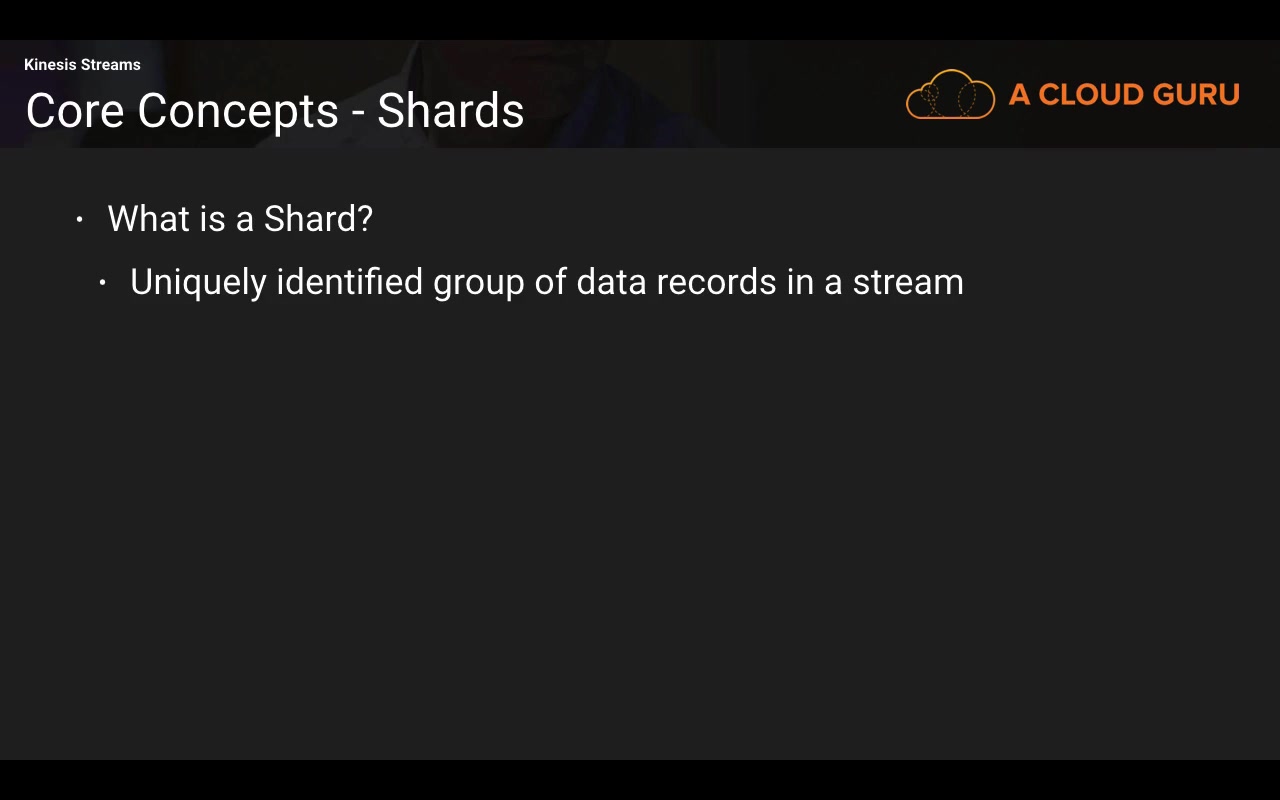 Kinesis Streams
Core Concepts - Shards
A CLOUD GURU
• What is a Shard?
• Uniquely identified group of data records in a stream